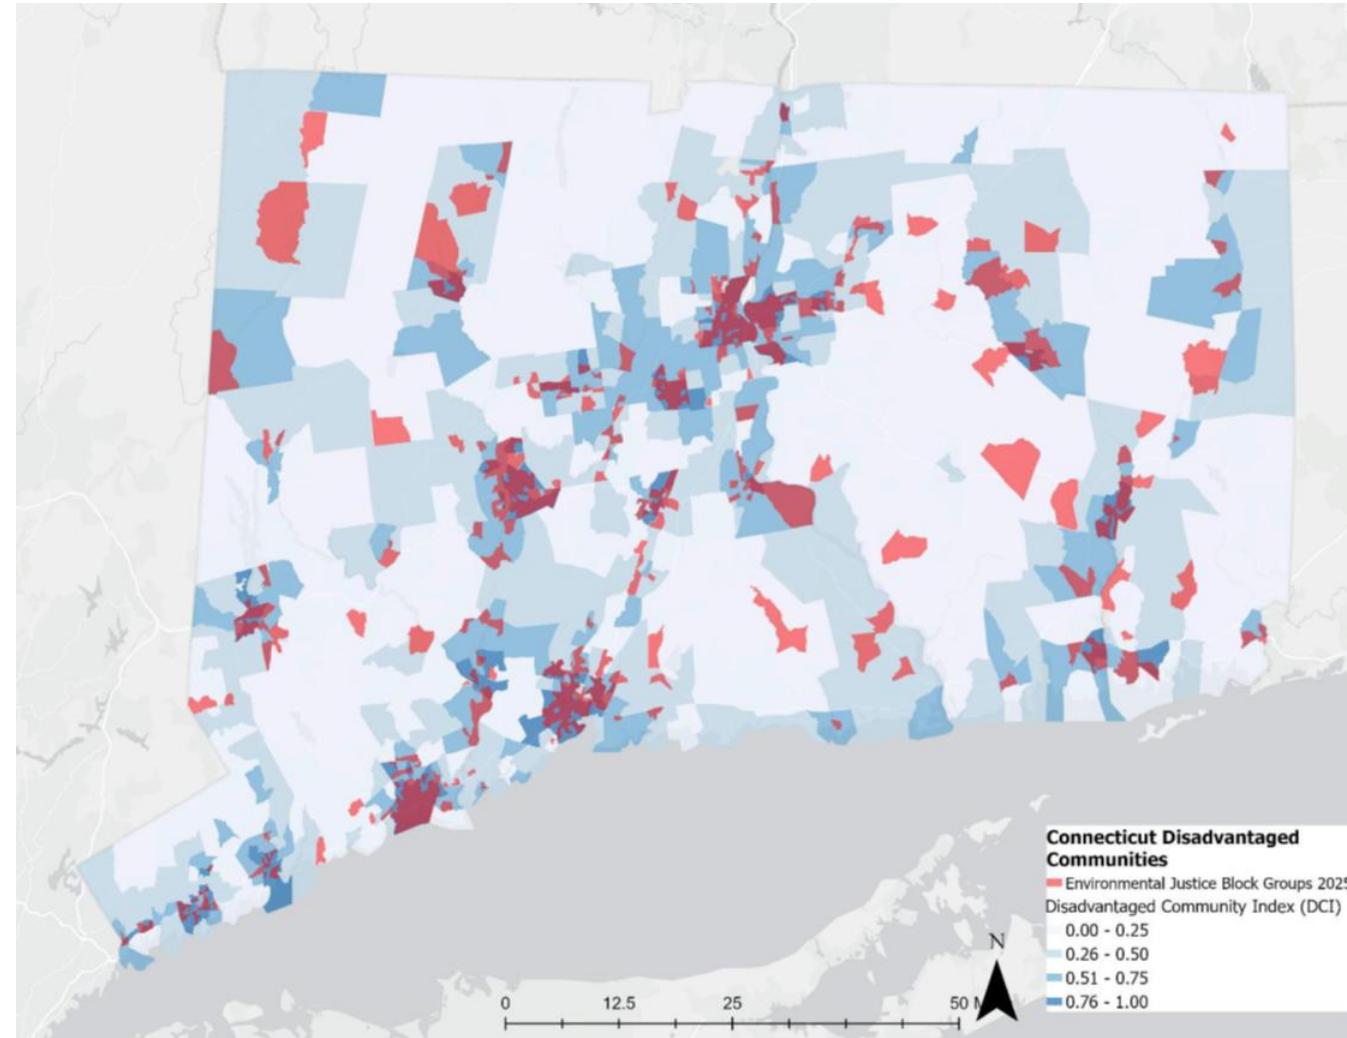 Connecticut Disadvantaged
Communities
Environmental Justice Block Groups 2025
Disadvantaged Community Index (DCI)
0.00 - 0.25
0.26 - 0.50
0.51 - 0.75
0.76 - 1.00
N
0 12.5 25 50